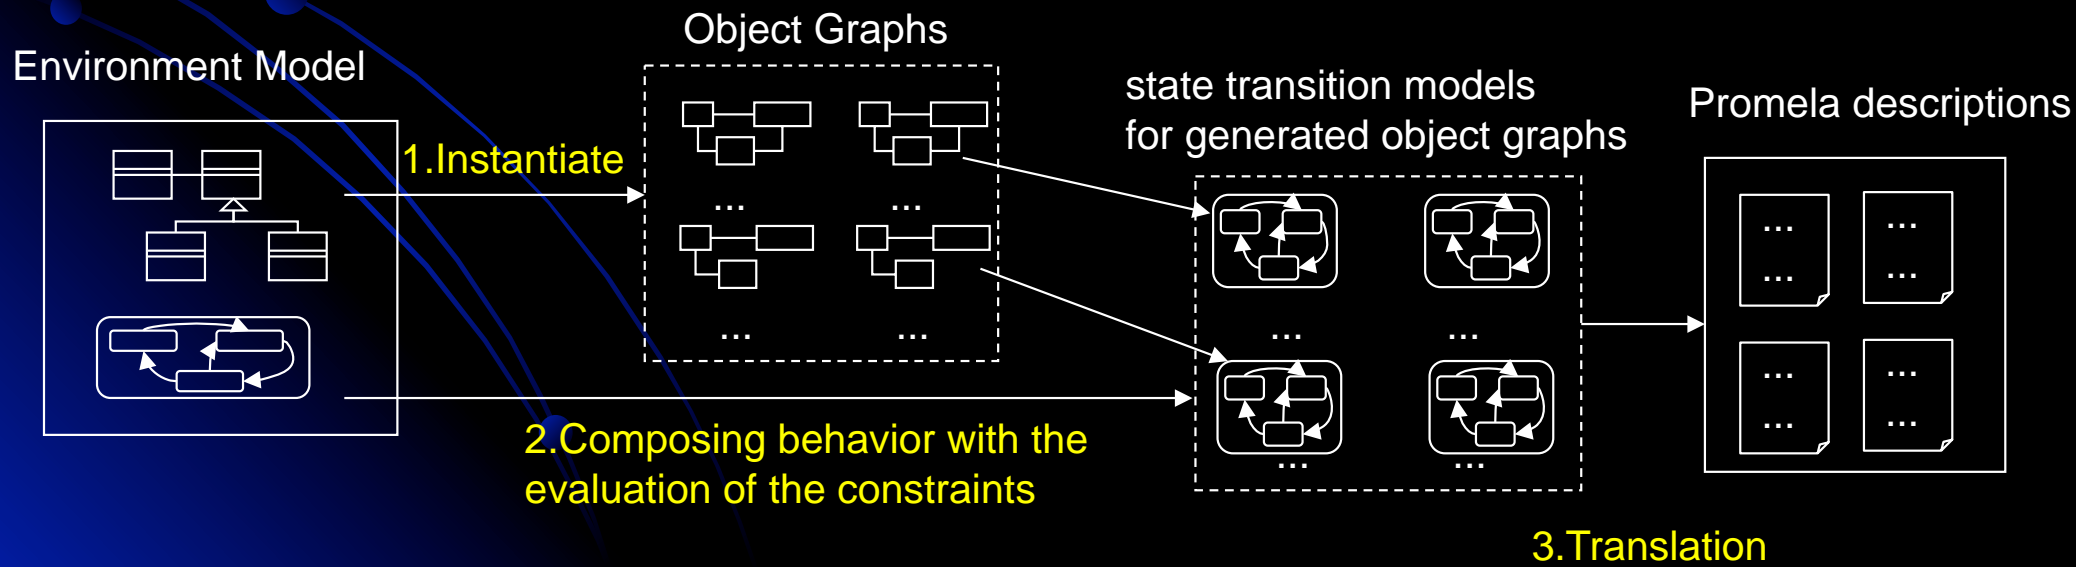 Environment Model
1.Instantiate
Object Graphs
... ...
... ...
2.Composing behavior with the
evaluation of the constraints
state transition models
for generated object graphs
... ...
... ...
3.Translation
Promela descriptions
... ...
... ...
... ...
... ...